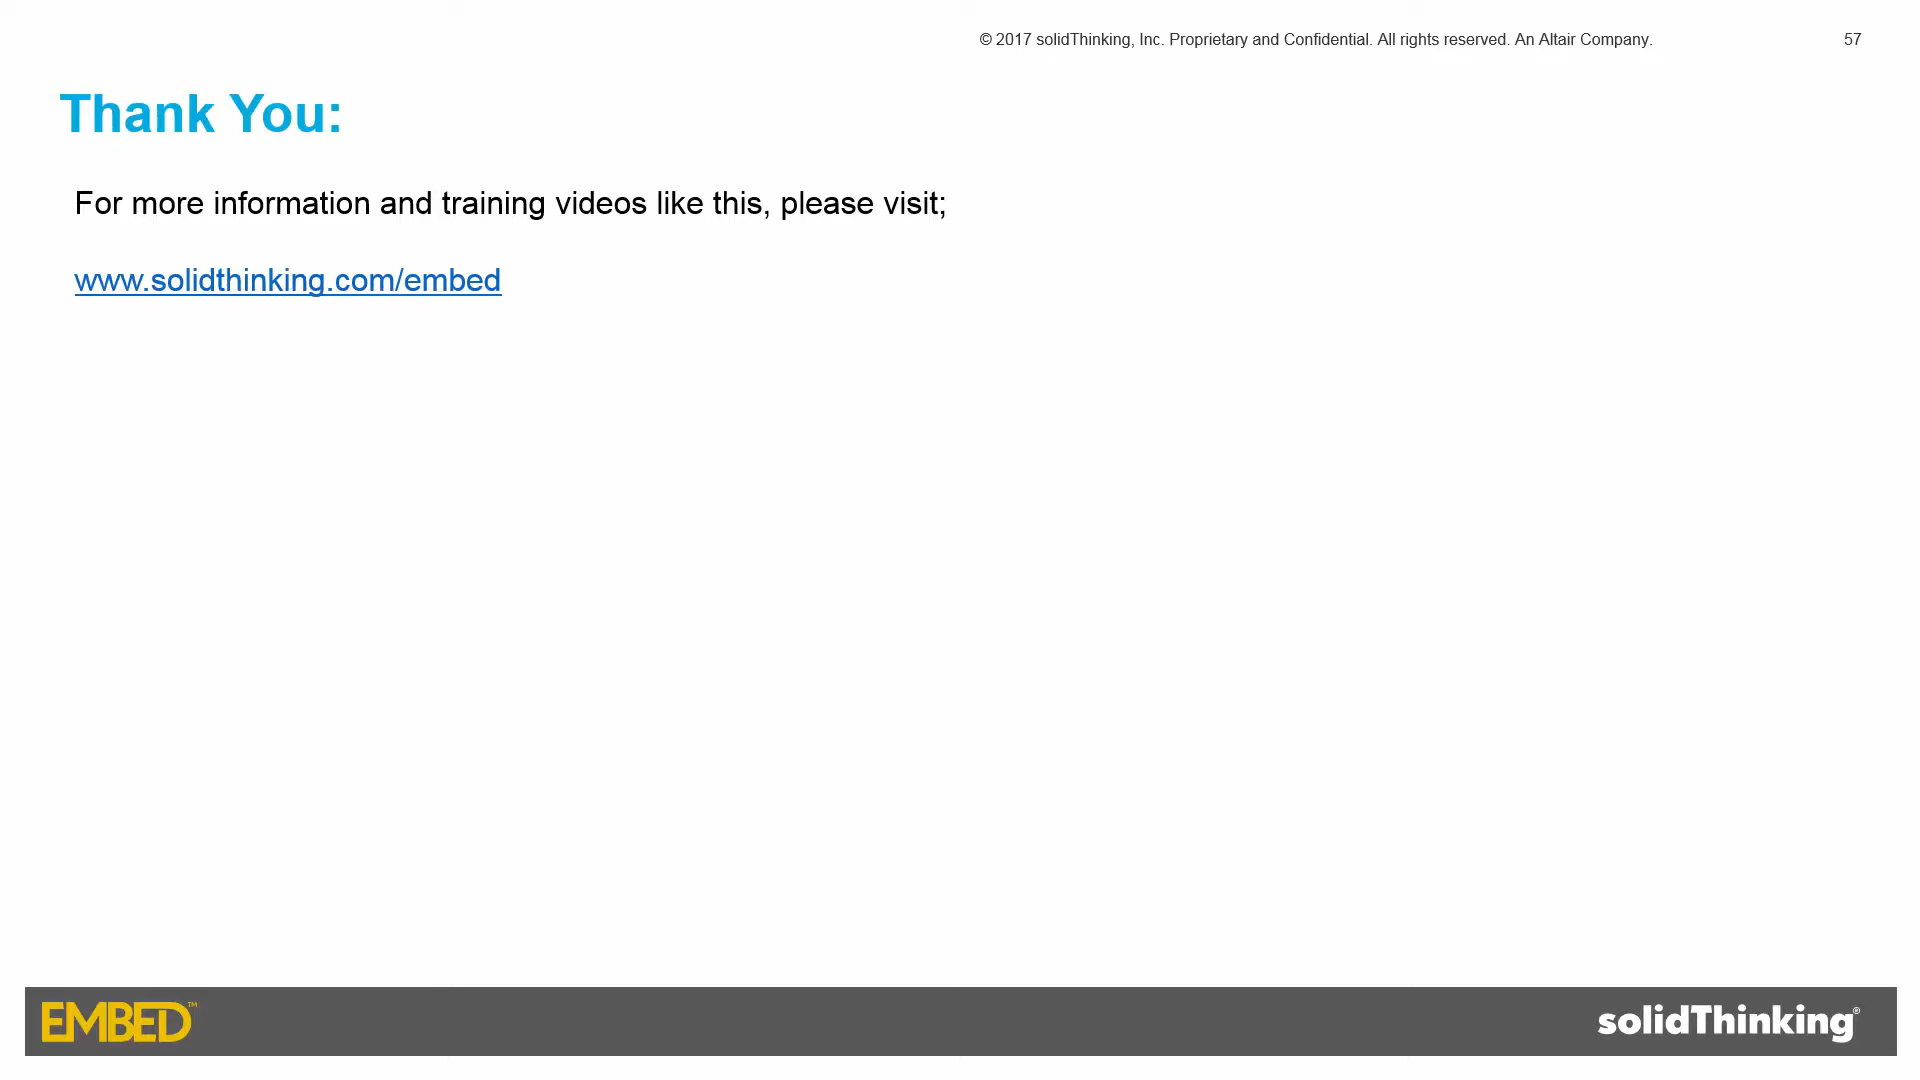 © 2017 solidThinking, Inc. Proprietary and Confidential. All rights reserved. An Altair Company. 57
Thank You:
For more information and training videos like this, please visit;
www.solidthinking.com/embed
EMBED™ solidThinking®